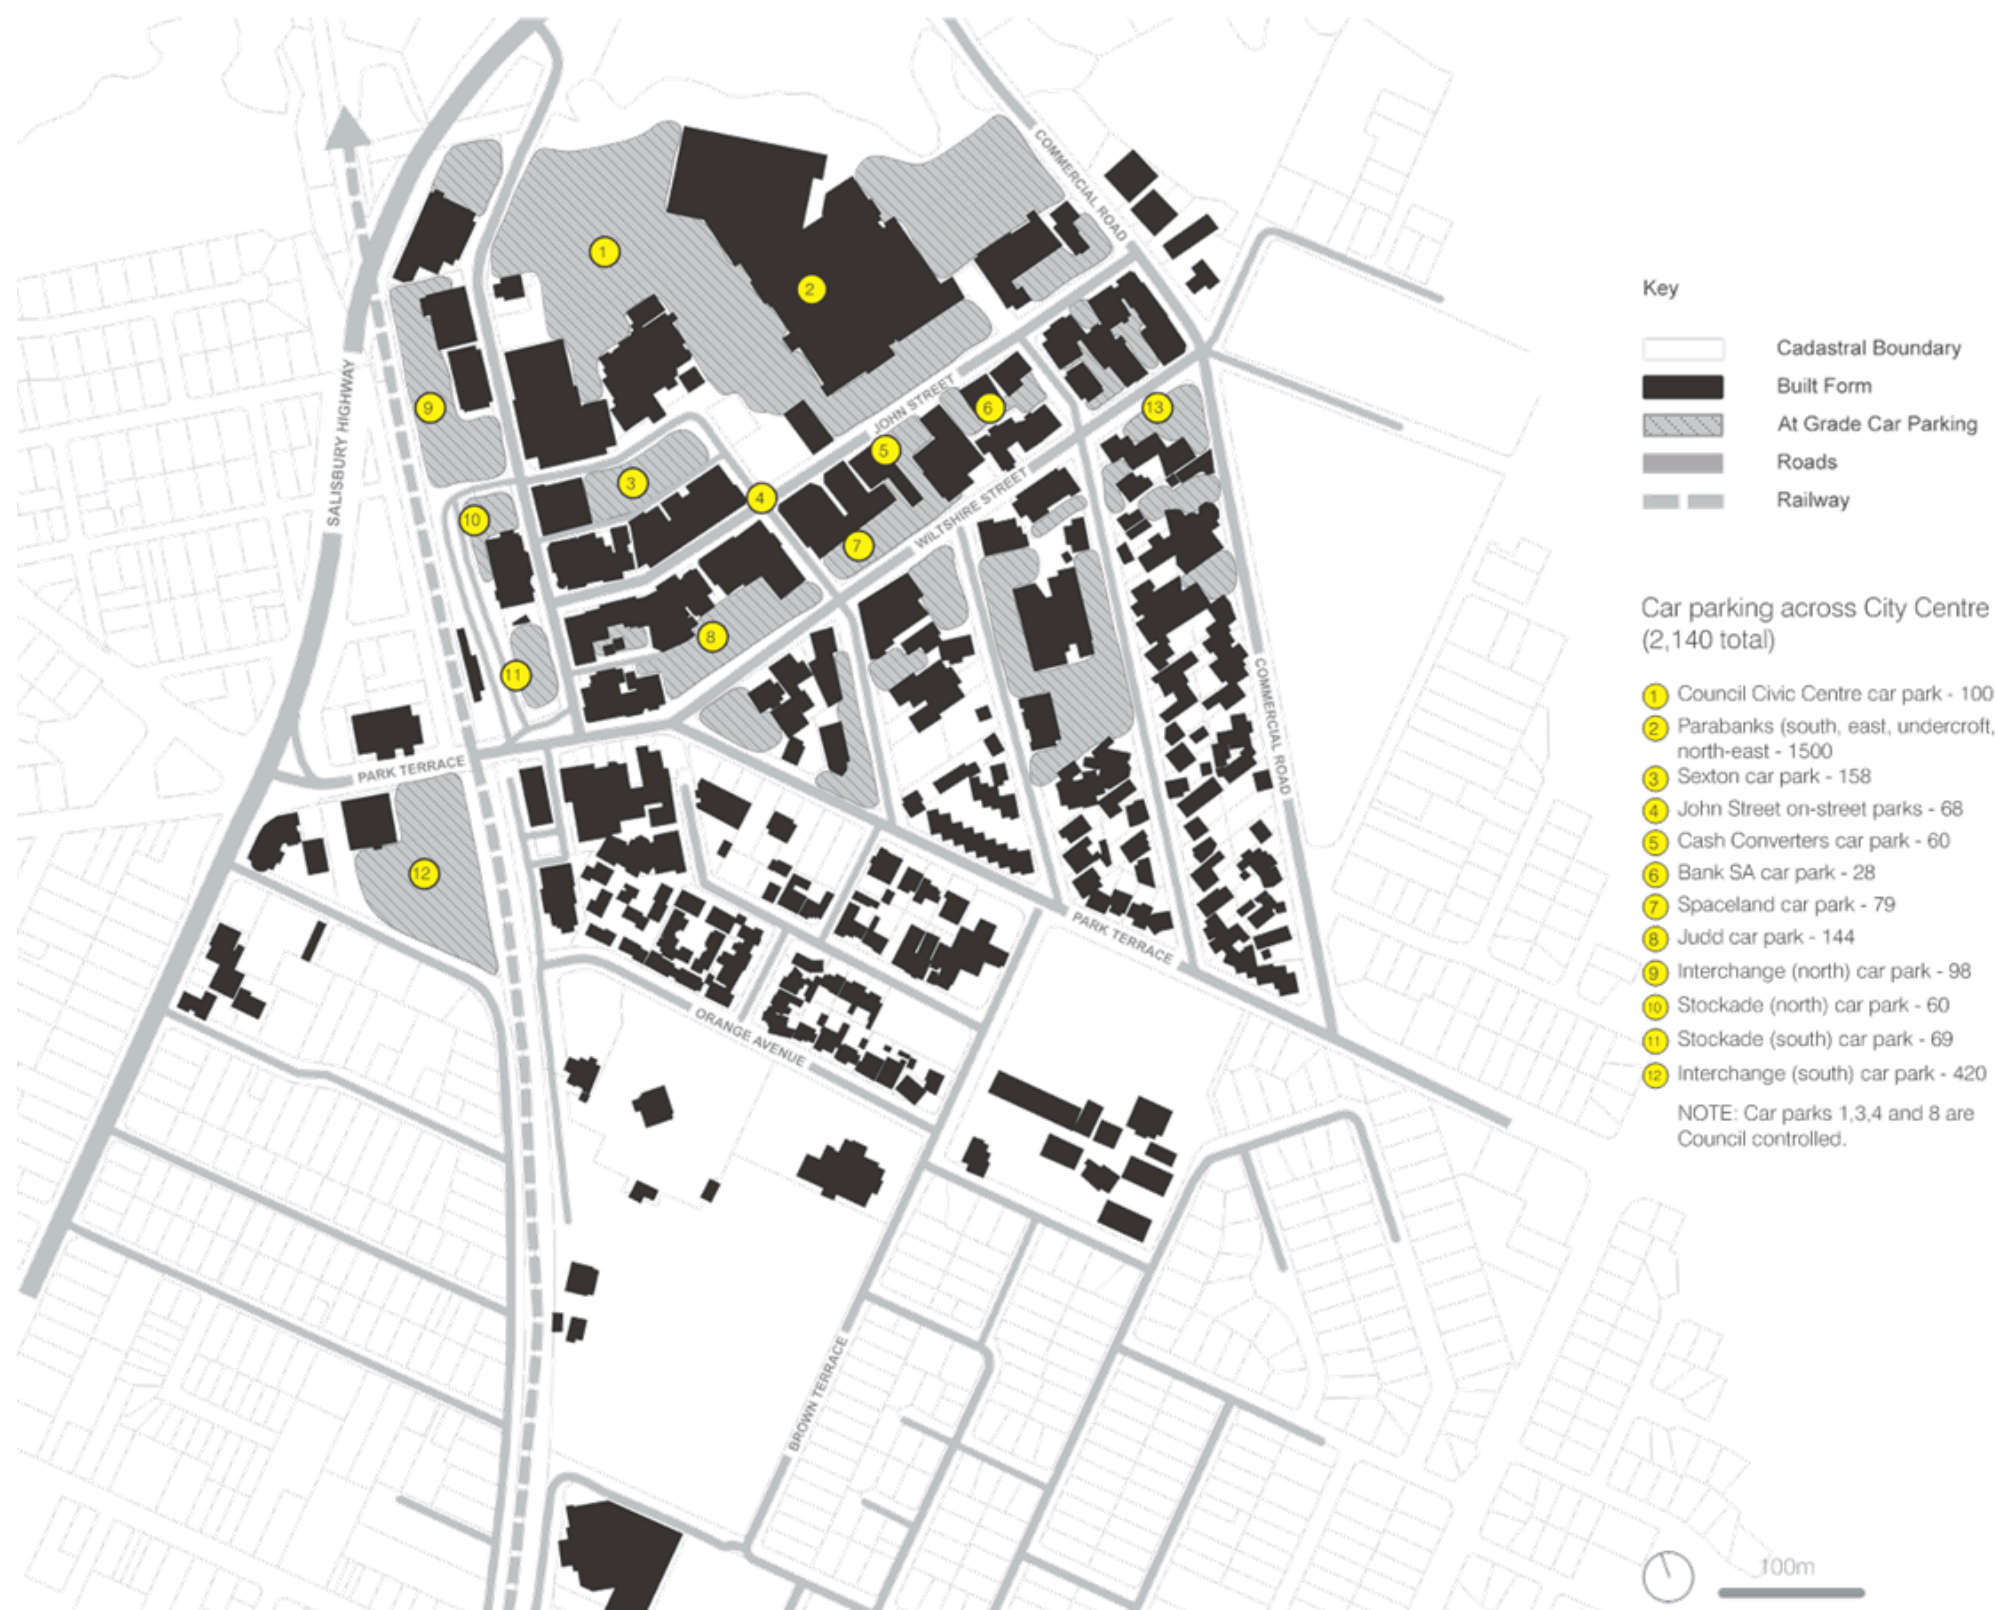 COMMERCIAL ROAD
1
2
SALISBURY HIGHWAY
9
JOHN STREET
6
13
5
3
4
10
WILTSHIRE STREET
7
8
11
COMMERCIAL ROAD
PARK TERRACE
12
PARK TERRACE
ORANGE AVENUE
BROWN TERRACE
Key
Cadastral Boundary
Built Form
At Grade Car Parking
Roads
Railway
Car parking across City Centre
(2,140 total)
1 Council Civic Centre car park - 100
2 Parabanks (south, east, undercroft,
north-east - 1500
3 Sexton car park - 158
4 John Street on-street parks - 68
5 Cash Converters car park - 60
6 Bank SA car park - 28
7 Spaceland car park - 79
8 Judd car park - 144
9 Interchange (north) car park - 98
10 Stockade (north) car park - 60
11 Stockade (south) car park - 69
12 Interchange (south) car park - 420
NOTE: Car parks 1,3,4 and 8 are
Council controlled.
100m